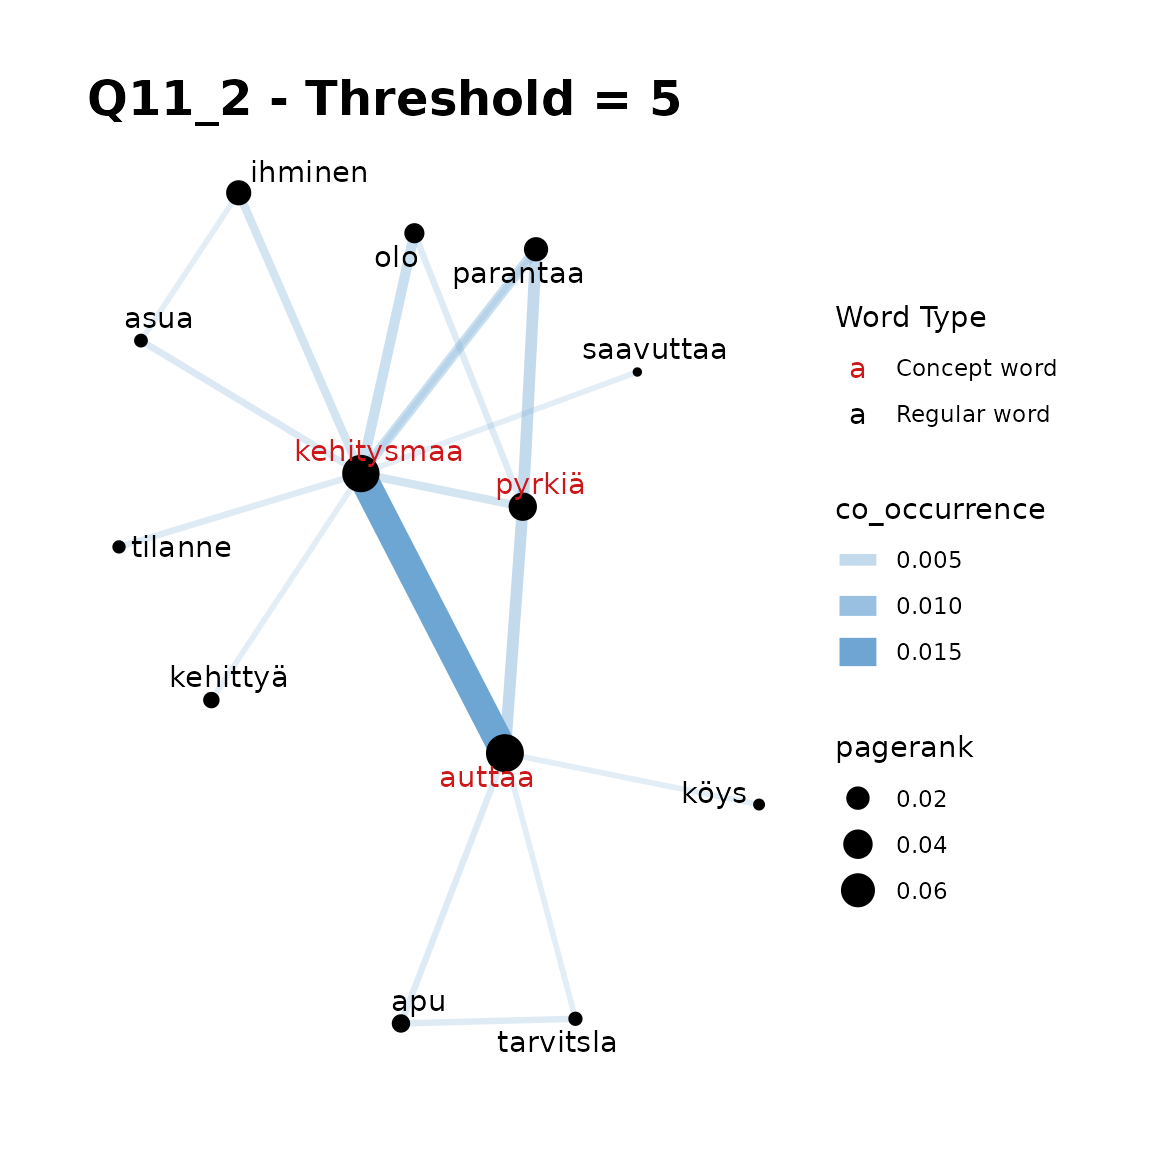 Q11_2 - Threshold = 5
ihminen
olo
parantaa
asua
saavuttaa
kehitysmaa
pyrkiä
tilanne
kehittyä
auttaa
köys
apu
tarvitsla
Word Type
a Concept word
a Regular word
co_occurrence
0.005
0.010
0.015
pagerank
0.02
0.04
0.06